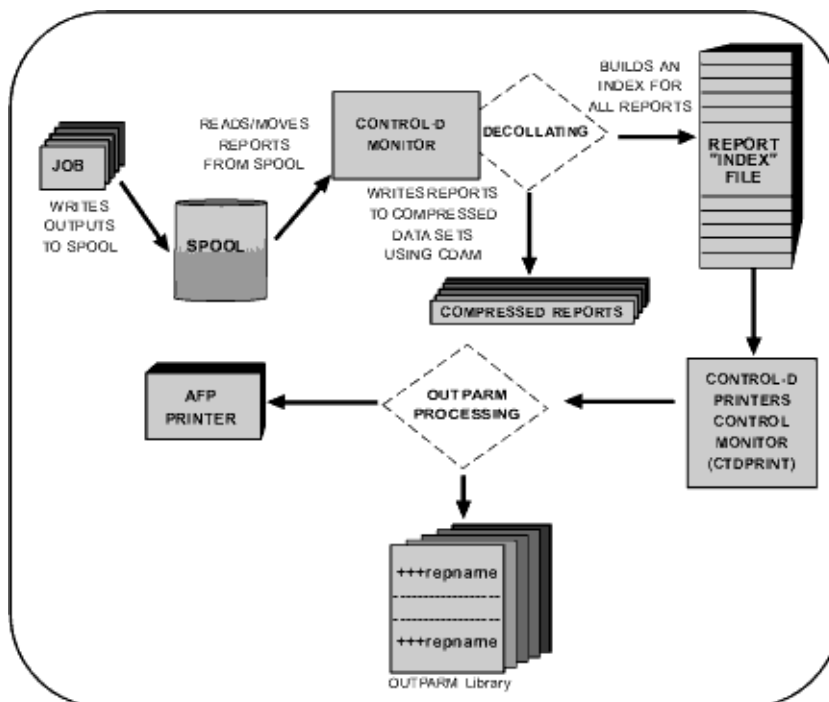 JOB
WRITES
OUTPUTS
TO SPOOL
SPOOL
READS/MOVES
REPORTS
FROM SPOOL
CONTROL-D
MONITOR
WRITES REPORTS
TO COMPRESSED
DATA SETS
USING CDAM
DECOLLATING
BUILDS AN
INDEX FOR
ALL REPORTS
REPORT
"INDEX"
FILE
COMPRESSED REPORTS
CONTROL-D
PRINTERS
CONTROL
MONITOR
(CTDPRINT)
OUTPARM
PROCESSING
AFP
PRINTER
+++repname
+++repname
OUTPARM Library